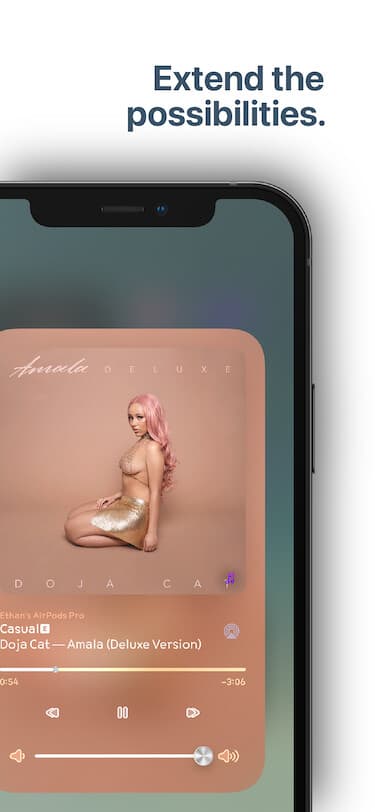 Extend the
possibilities.
Amala DELUXE
DOJA CAT
Ethan's AirPods Pro
Casual E
Doja Cat — Amala (Deluxe Version)
0:54 -3:06